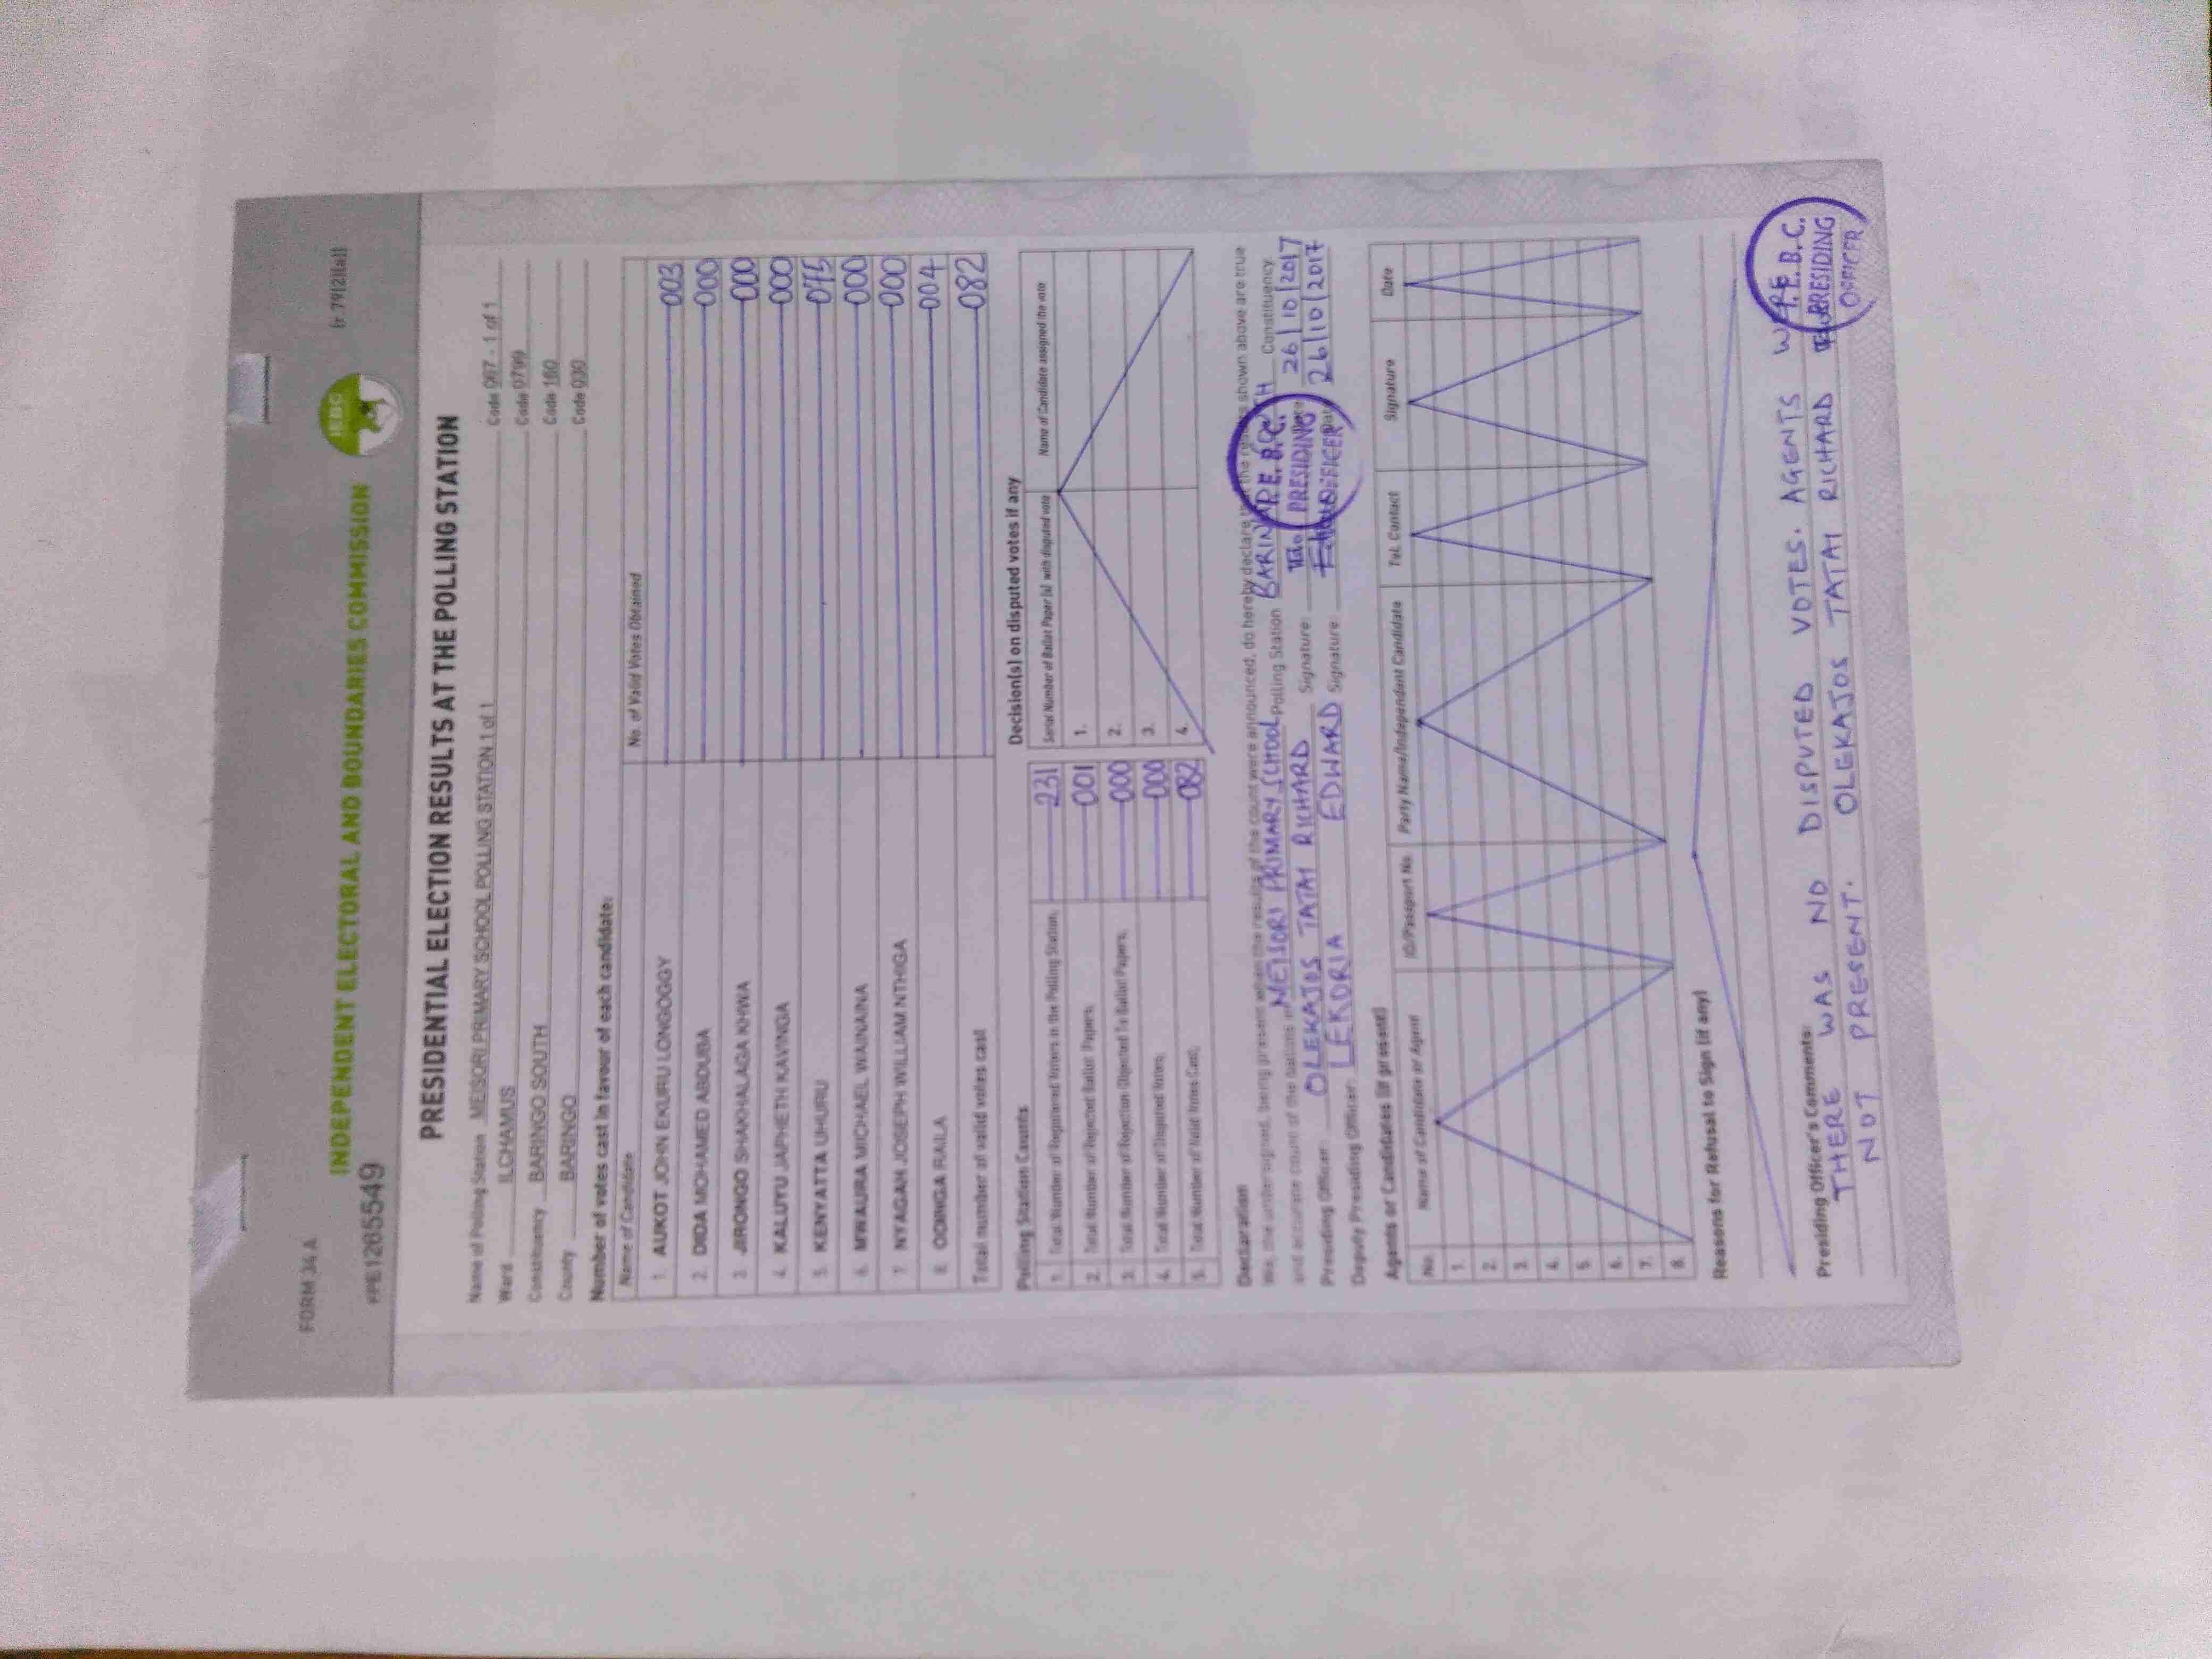 FORM 34 A
(r 79(2)(a))
INDEPENDENT ELECTORAL AND BOUNDARIES COMMISSION
IEBC
PRESIDENTIAL ELECTION RESULTS AT THE POLLING STATION
Name of Polling Station MEISORI PRIMARY SCHOOL POLLING STATION 1 of 1 Code 087 - 1 of 1
Ward ILCHAMUS Code 0799
Constituency BARINGO SOUTH Code 160
County BARINGO Code 030
Number of votes cast in favour of each candidate:
Name of Candidate No. of Valid Votes Obtained
1. AUKOT JOHN EKURU LONGOGGY 003
2. DIDA MOHAMED ABDUBA 000
3. JIRONGO SHAKHALAGA KHWA 000
4. KALUYU JAPHETH KAVINGA 000
5. KENYATTA UHURU 075
6. MWAURA MICHAEL WAINAINA 000
7. NYAGAH JOSEPH WILLIAM NTHIGA 000
8. ODINGA RAILA 004
Total number of valid votes cast 082
Polling Station Counts
1. Total Number of Registered Voters in the Polling Station 231
2. Total Number of Rejected Ballot Papers 001
3. Total Number of Rejection Objected To Ballot Papers 000
4. Total Number of Disputed Votes 000
5. Total Number of Valid Votes Cast 082
Decision(s) on disputed votes if any
Serial Number of Ballot Paper (s) with disputed vote Name of Candidate assigned the vote
1.
2.
3.
4.
Declaration
We, the undersigned, being present when the results of the count were announced, do hereby declare that the results shown above are true
and accurate count of the ballots in MEISORI PRIMARY SCHOOL Polling Station BARINGO SOUTH Constituency
Presiding Officer: OLEKAJOS TATAI RICHARD Signature: Date 26/10/2017
Deputy Presiding Officer: LEKORIA EDWARD Signature: Date 26/10/2017
I.E.B.C.
PRESIDING
OFFICER
Agents or Candidates (if present)
No. Name of Candidate or Agent ID/Passport No. Party Name/Independent Candidate Tel. Contact Signature Date
1.
2.
3.
4.
5.
6.
7.
8.
Reasons for Refusal to Sign (if any)
Presiding Officer's Comments:
THERE WAS NO DISPUTED VOTES. AGENTS WERE
NOT PRESENT. OLEKAJOS TATAI RICHARD
I.E.B.C.
PRESIDING
OFFICER